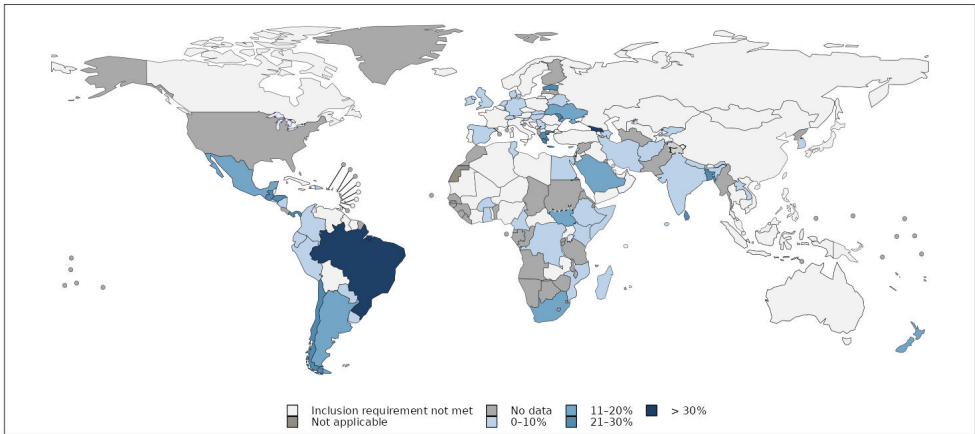 Inclusion requirement not met
Not applicable
No data
0–10%
11–20%
21–30%
> 30%